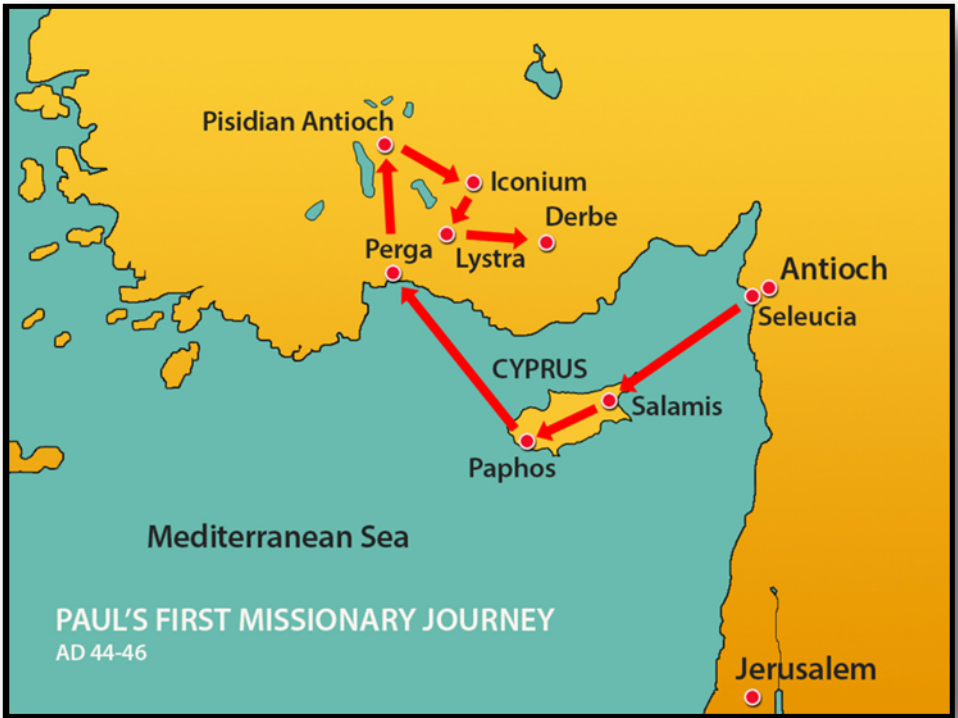 Pisidian Antioch
Iconium
Derbe
Perga
Lystra
Antioch
Seleucia
CYPRUS
Salamis
Paphos
Mediterranean Sea
PAUL'S FIRST MISSIONARY JOURNEY
AD 44-46
Jerusalem